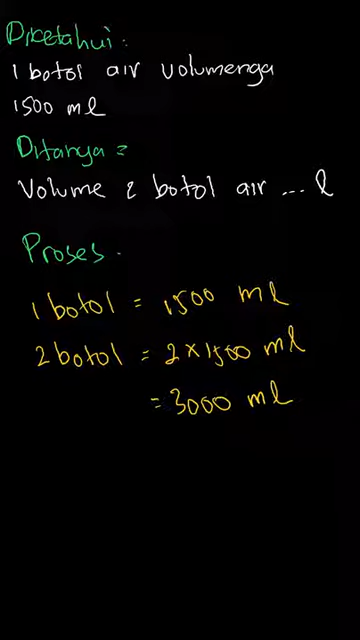 Diketahui:
1 botol air volumenga
1500 ml
Ditanya =
Volume 2 botol air ... l
Proses.
1 botol = 1500 ml
2 botol = 2 × 1500 ml
= 3000 ml